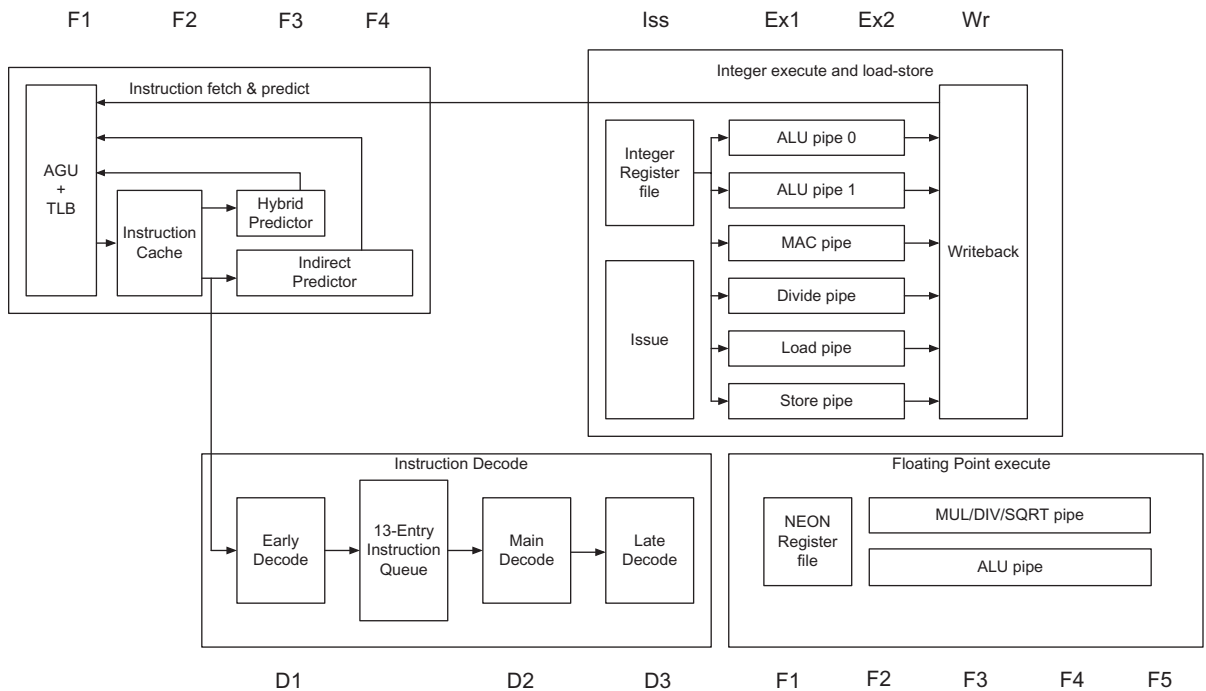 F1 F2 F3 F4 Iss Ex1 Ex2 Wr
Instruction fetch & predict
AGU
+
TLB
Instruction
Cache
Hybrid
Predictor
Indirect
Predictor
Integer execute and load-store
Integer
Register
file
Issue
ALU pipe 0
ALU pipe 1
MAC pipe
Divide pipe
Load pipe
Store pipe
Writeback
Instruction Decode
Early
Decode
13-Entry
Instruction
Queue
Main
Decode
Late
Decode
Floating Point execute
NEON
Register
file
MUL/DIV/SQRT pipe
ALU pipe
D1 D2 D3 F1 F2 F3 F4 F5